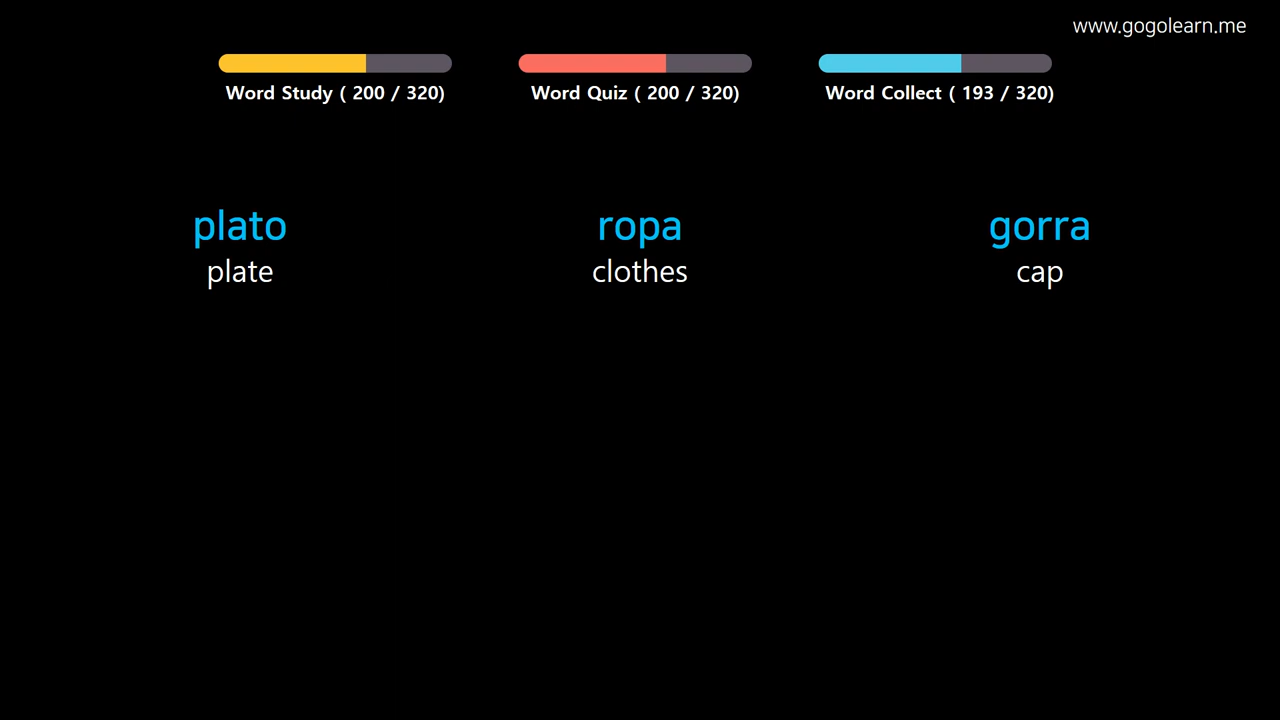 www.gogolearn.me
Word Study ( 200 / 320)
Word Quiz ( 200 / 320)
Word Collect ( 193 / 320)
plato
plate
ropa
clothes
gorra
cap